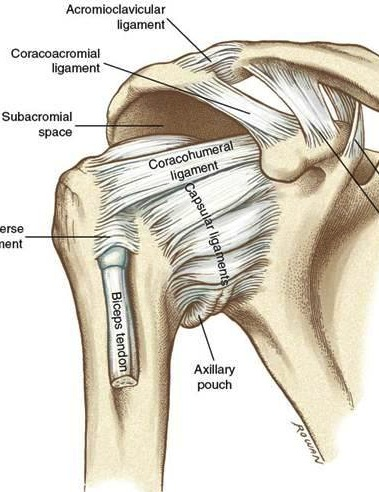 Acromioclavicular
ligament
Coracoacromial
ligament
Subacromial
space
Coracohumeral
ligament
Capsular ligaments
erse
ment
Biceps tendon
Axillary
pouch
ROWAN